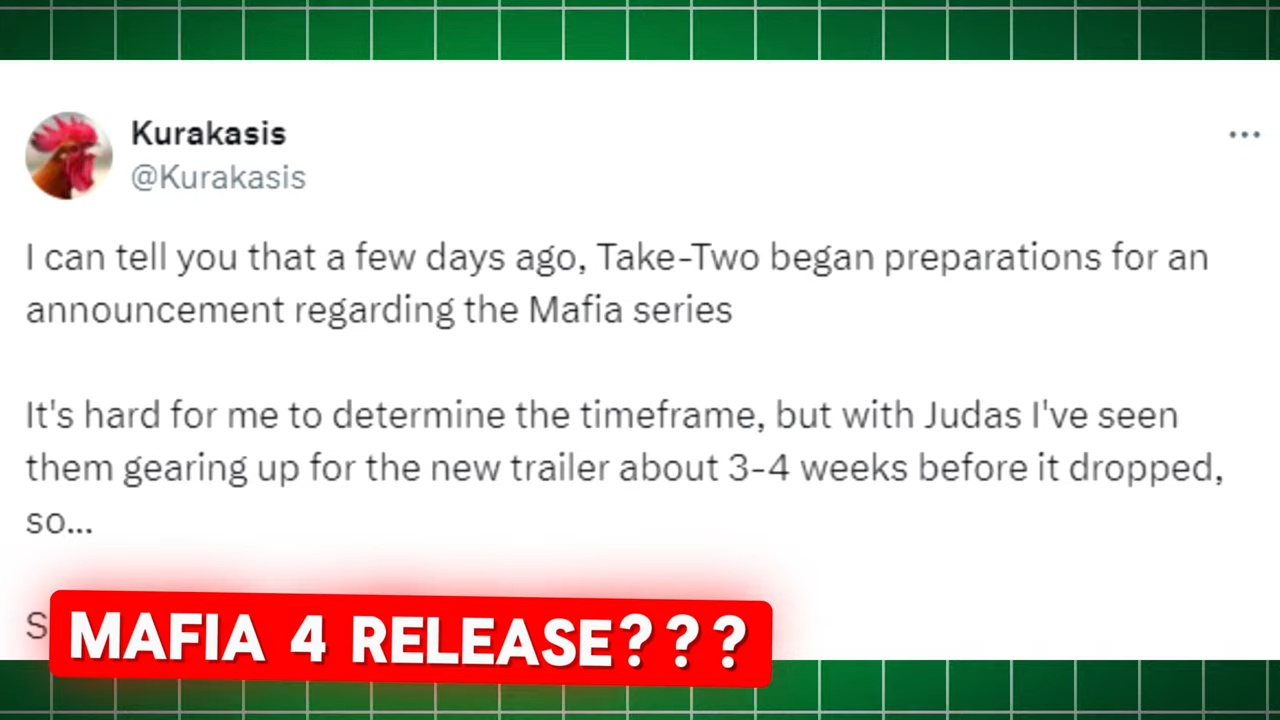 Kurakasis
@Kurakasis
I can tell you that a few days ago, Take-Two began preparations for an
announcement regarding the Mafia series
It's hard for me to determine the timeframe, but with Judas I've seen
them gearing up for the new trailer about 3-4 weeks before it dropped,
so...
MAFIA 4 RELEASE???